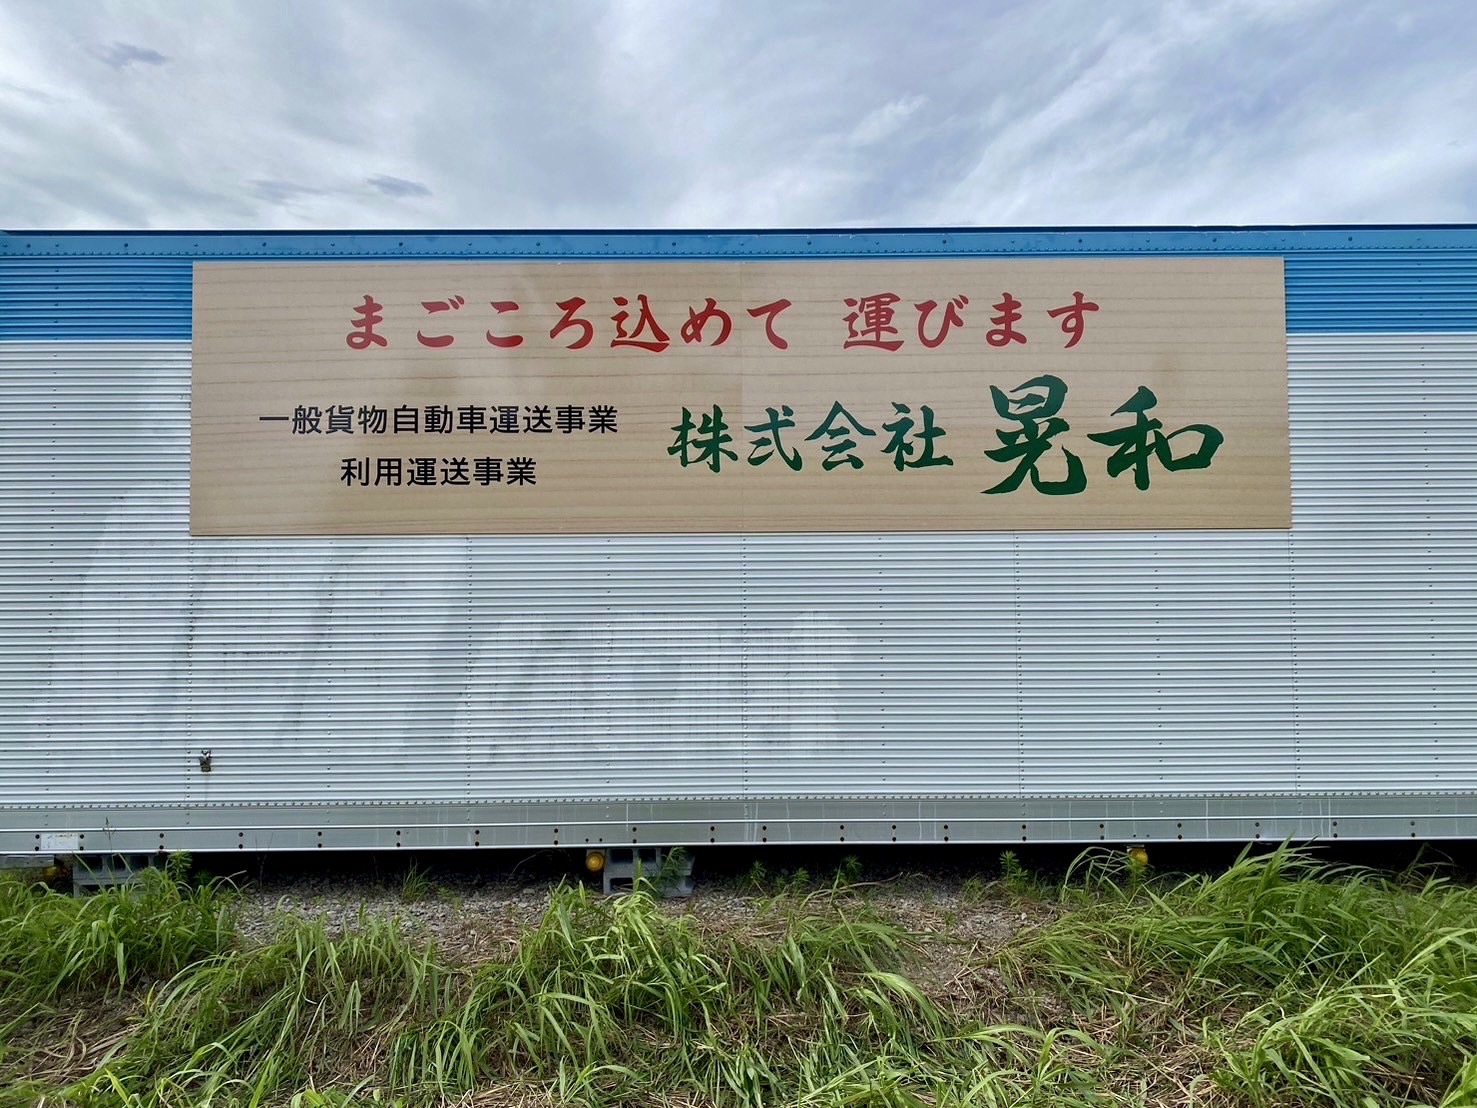 まごころ込めて 運びます
一般貨物自動車運送事業
利用運送事業
株式会社 晃和